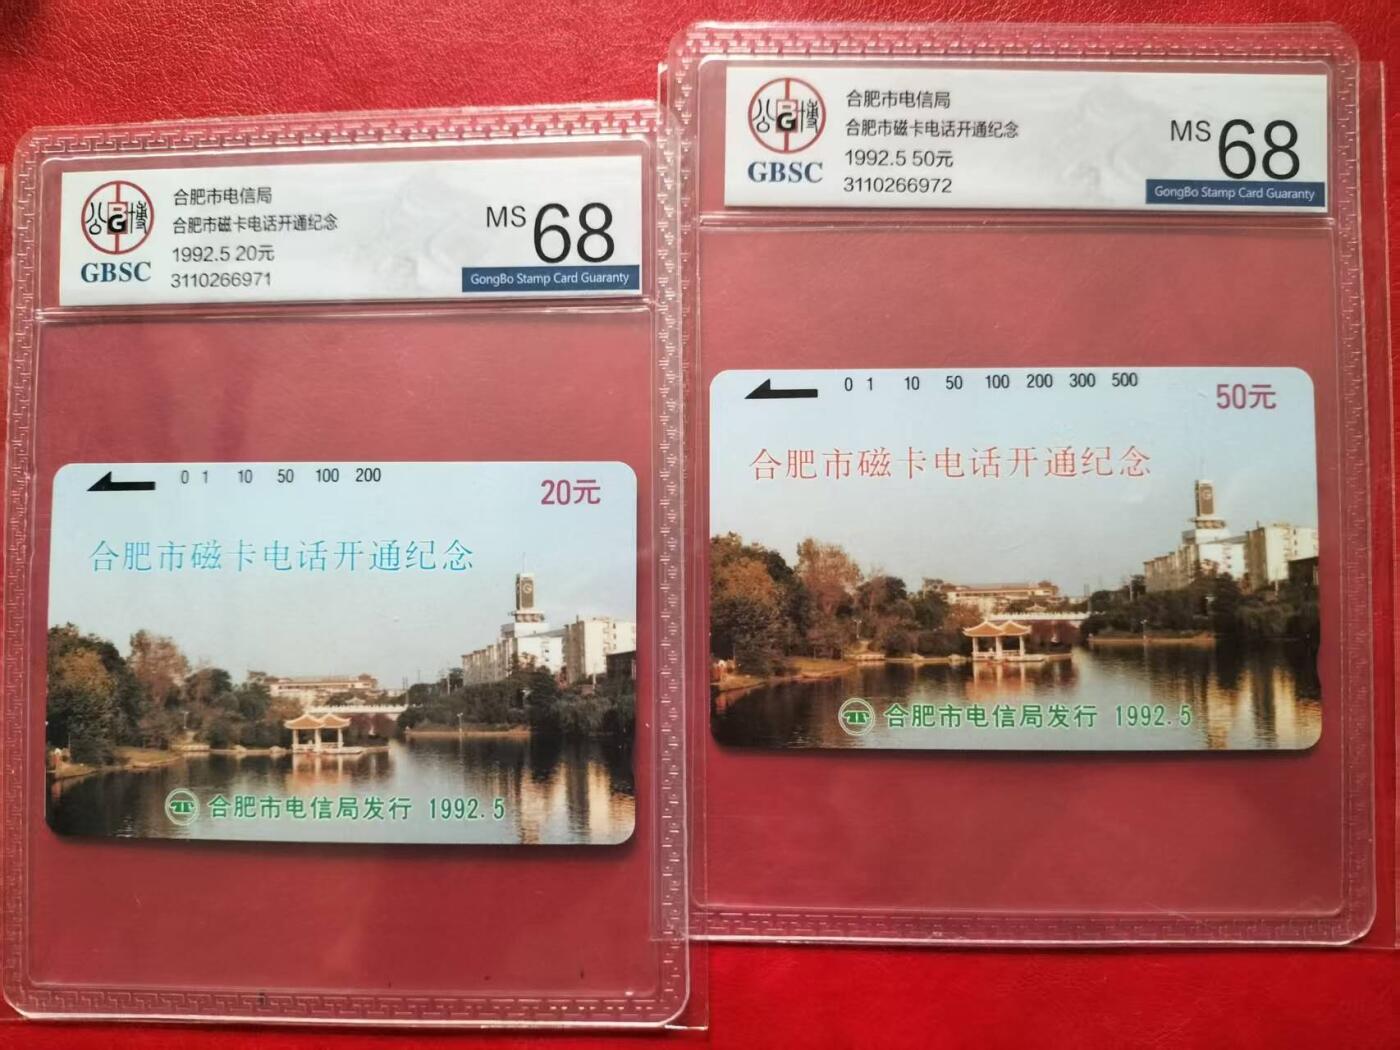 公 BG 博
GBSC
合肥市电信局
合肥市磁卡电话开通纪念
1992.5 20元
3110266971
MS 68
GongBo Stamp Card Guaranty
0 1 10 50 100 200
20元
合肥市磁卡电话开通纪念
合肥市电信局发行 1992.5
公 BG 博
GBSC
合肥市电信局
合肥市磁卡电话开通纪念
1992.5 50元
3110266972
MS 68
GongBo Stamp Card Guaranty
0 1 10 50 100 200 300 500
50元
合肥市磁卡电话开通纪念
合肥市电信局发行 1992.5